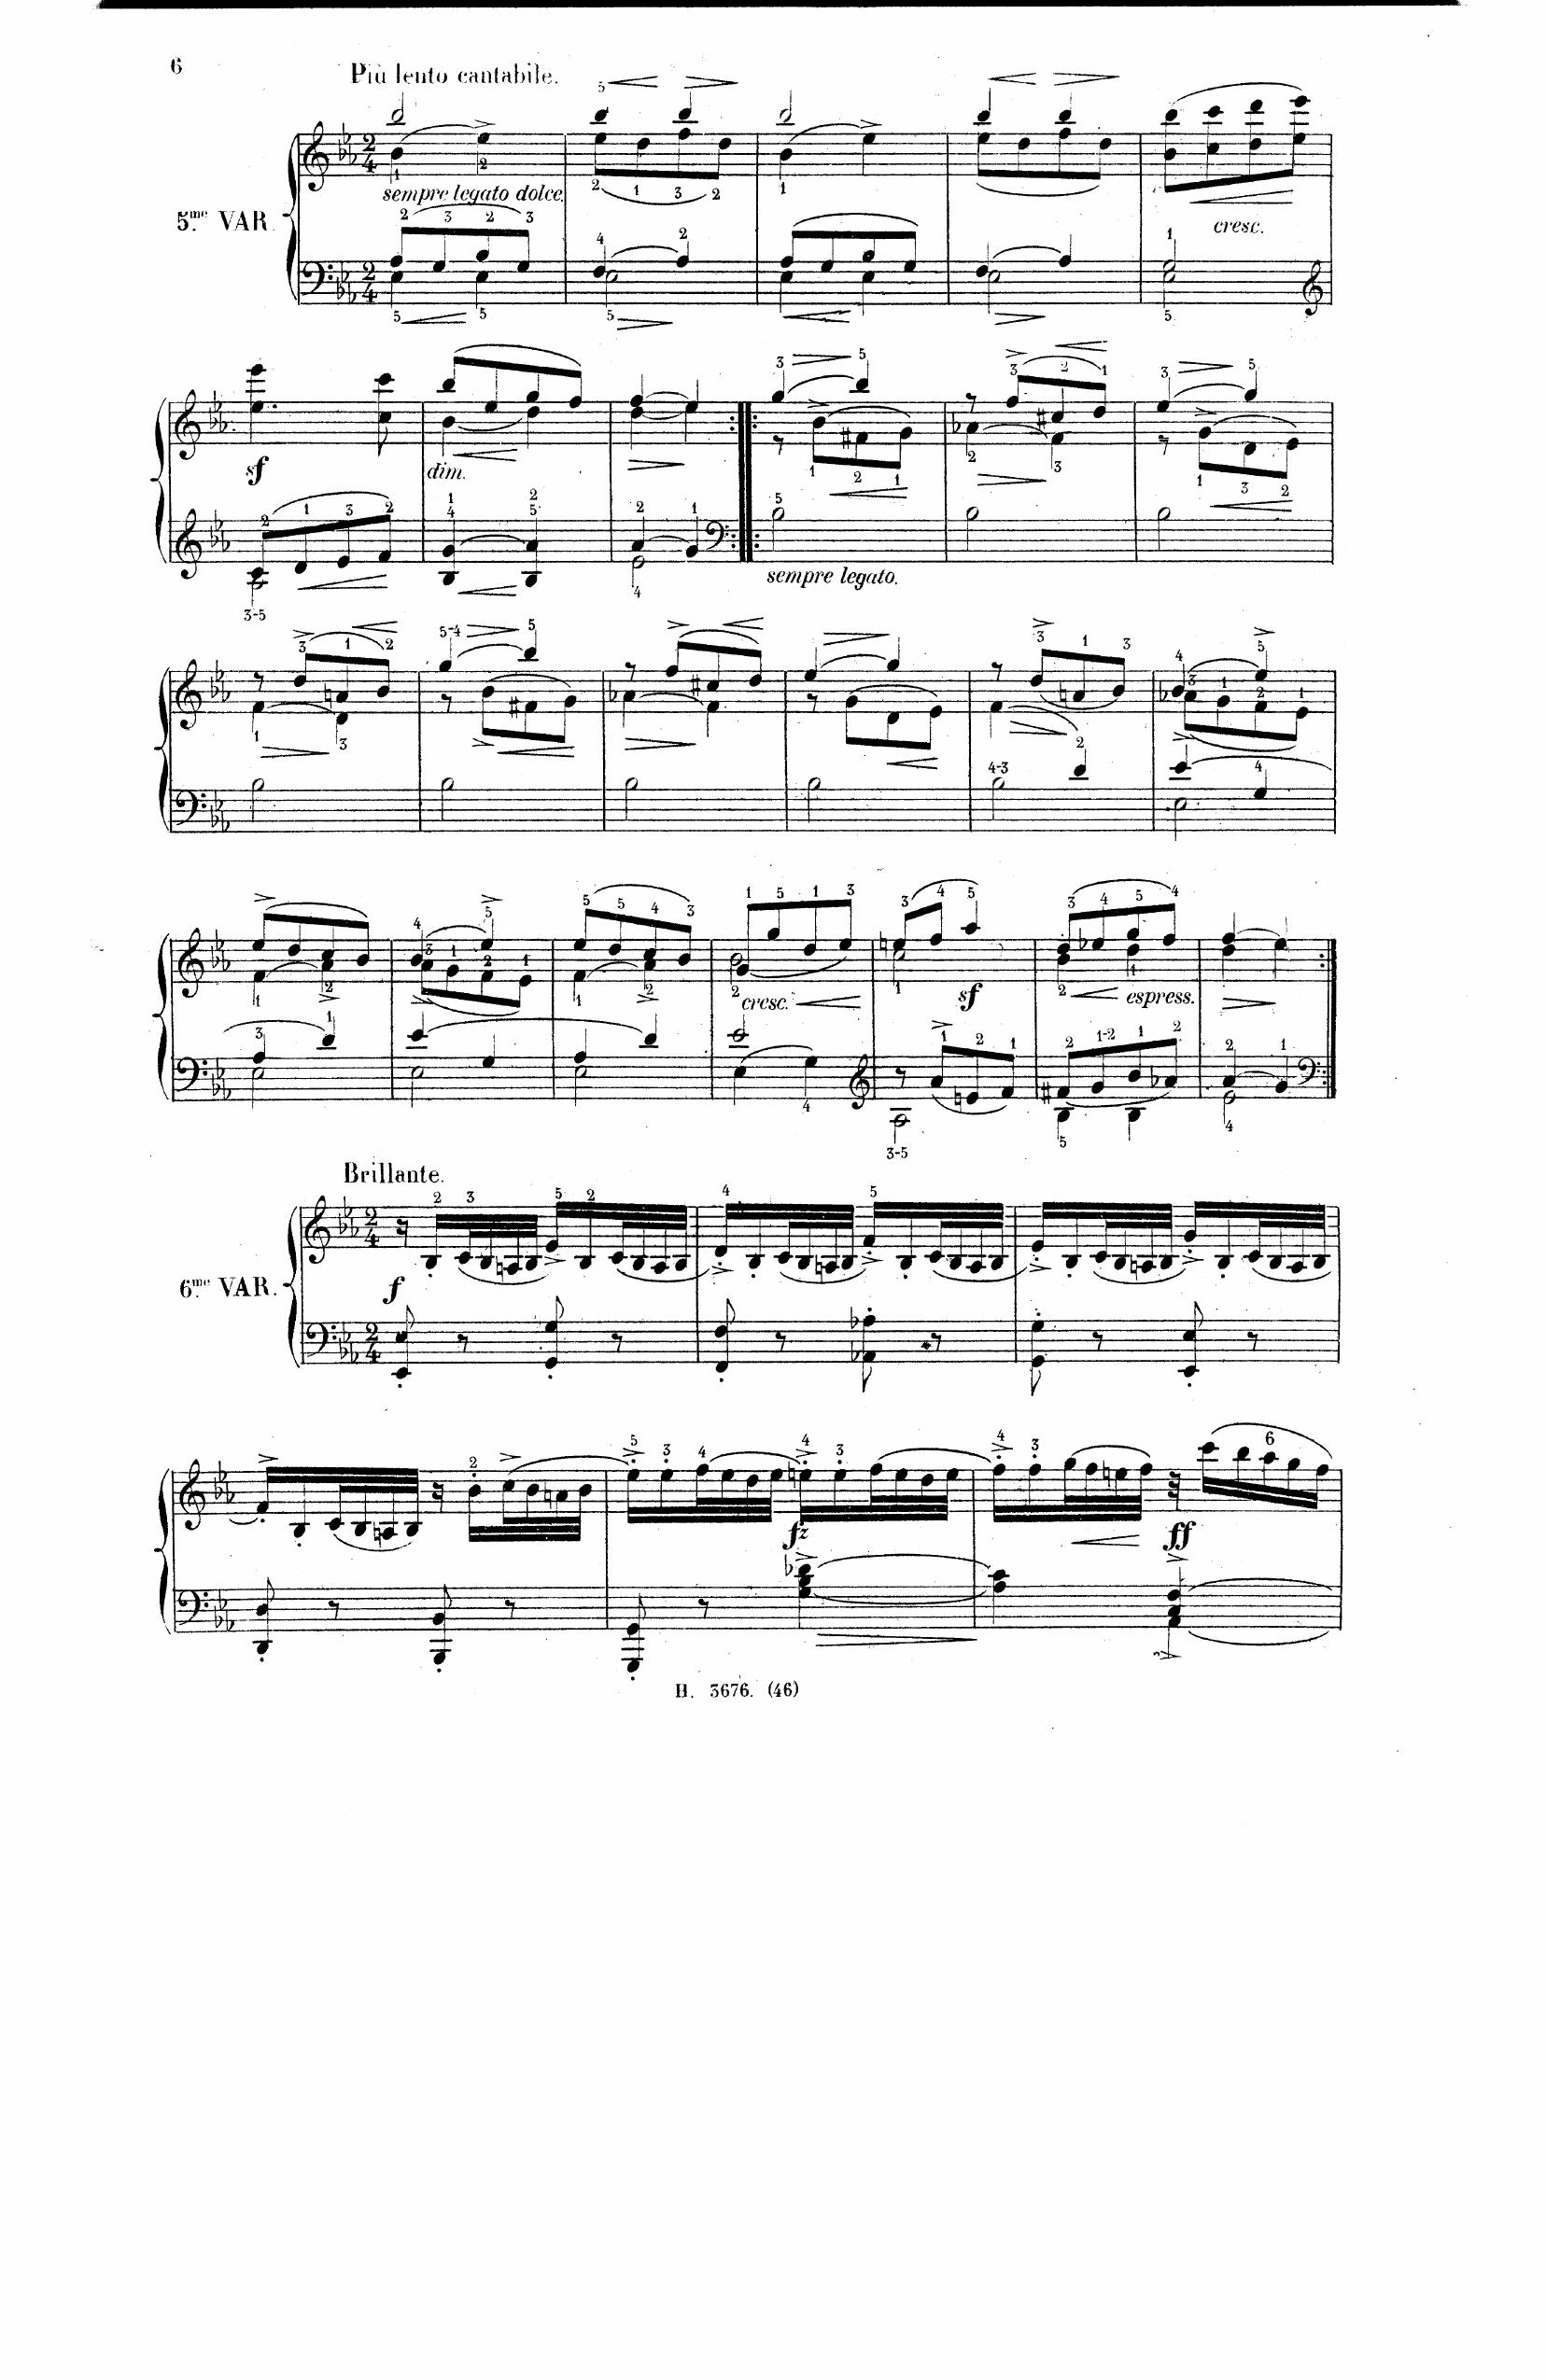 6
Più lento cantabile.
sempre legato dolce.
5.me VAR.
cresc.
sf
dim.
sempre legato.
cresc.
sf
espress.
Brillante.
f
6.me VAR.
fz
ff
H. 3676. (46)